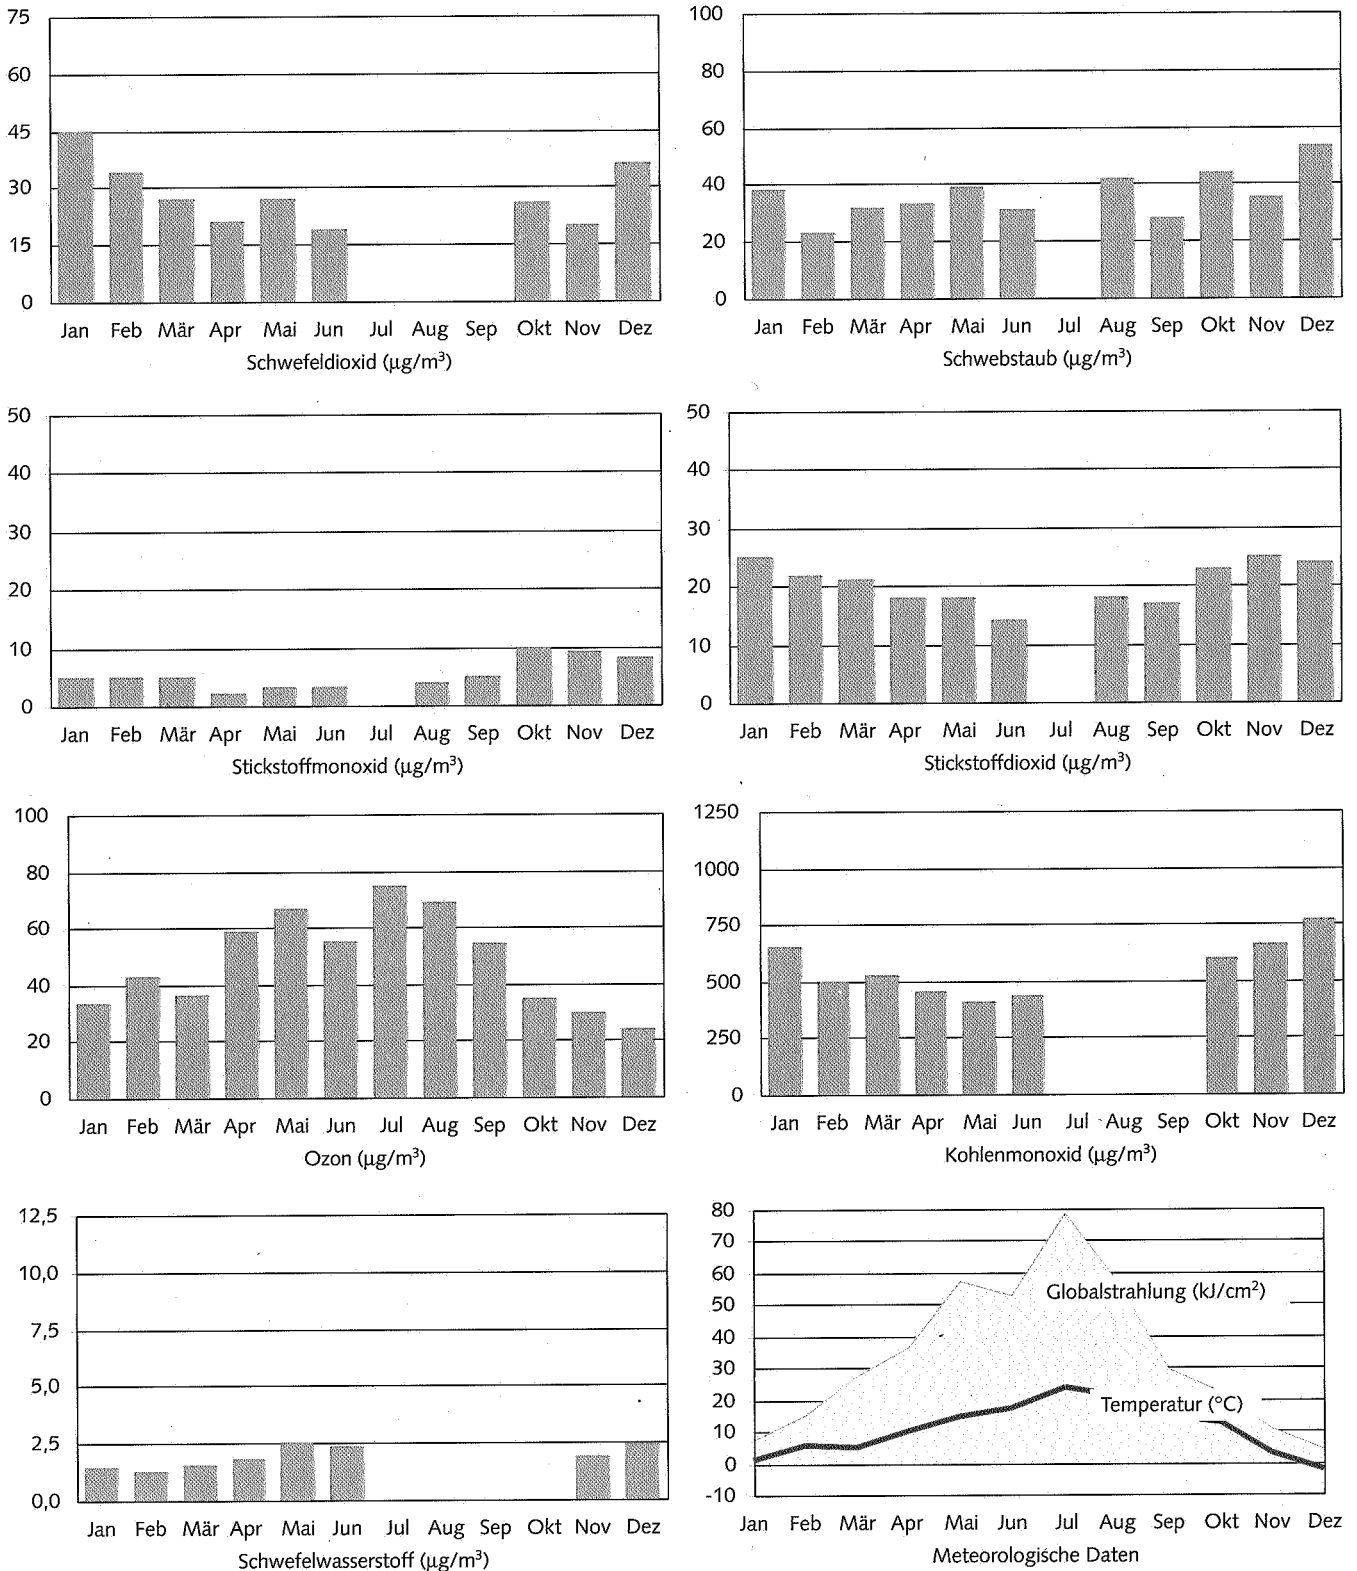 75
60
45
30
15
0
Jan Feb Mär Apr Mai Jun Jul Aug Sep Okt Nov Dez
Schwefeldioxid (µg/m³)
100
80
60
40
20
0
Jan Feb Mär Apr Mai Jun Jul Aug Sep Okt Nov Dez
Schwebstaub (µg/m³)
50
40
30
20
10
0
Jan Feb Mär Apr Mai Jun Jul Aug Sep Okt Nov Dez
Stickstoffmonoxid (µg/m³)
50
40
30
20
10
0
Jan Feb Mär Apr Mai Jun Jul Aug Sep Okt Nov Dez
Stickstoffdioxid (µg/m³)
100
80
60
40
20
0
Jan Feb Mär Apr Mai Jun Jul Aug Sep Okt Nov Dez
Ozon (µg/m³)
1250
1000
750
500
250
0
Jan Feb Mär Apr Mai Jun Jul Aug Sep Okt Nov Dez
Kohlenmonoxid (µg/m³)
12,5
10,0
7,5
5,0
2,5
0,0
Jan Feb Mär Apr Mai Jun Jul Aug Sep Okt Nov Dez
Schwefelwasserstoff (µg/m³)
80
70
60
50
40
30
20
10
0
-10
Globalstrahlung (kJ/cm²)
Temperatur (°C)
Jan Feb Mär Apr Mai Jun Jul Aug Sep Okt Nov Dez
Meteorologische Daten